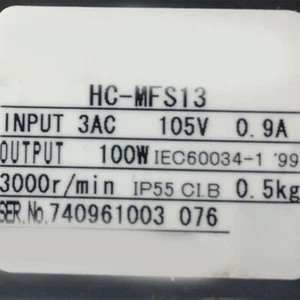 HC-MFS13
INPUT 3AC 105V 0.9A
OUTPUT 100W IEC60034-1 '99
3000r/min IP55 CI.B 0.5kg
SER.No.740961003 076